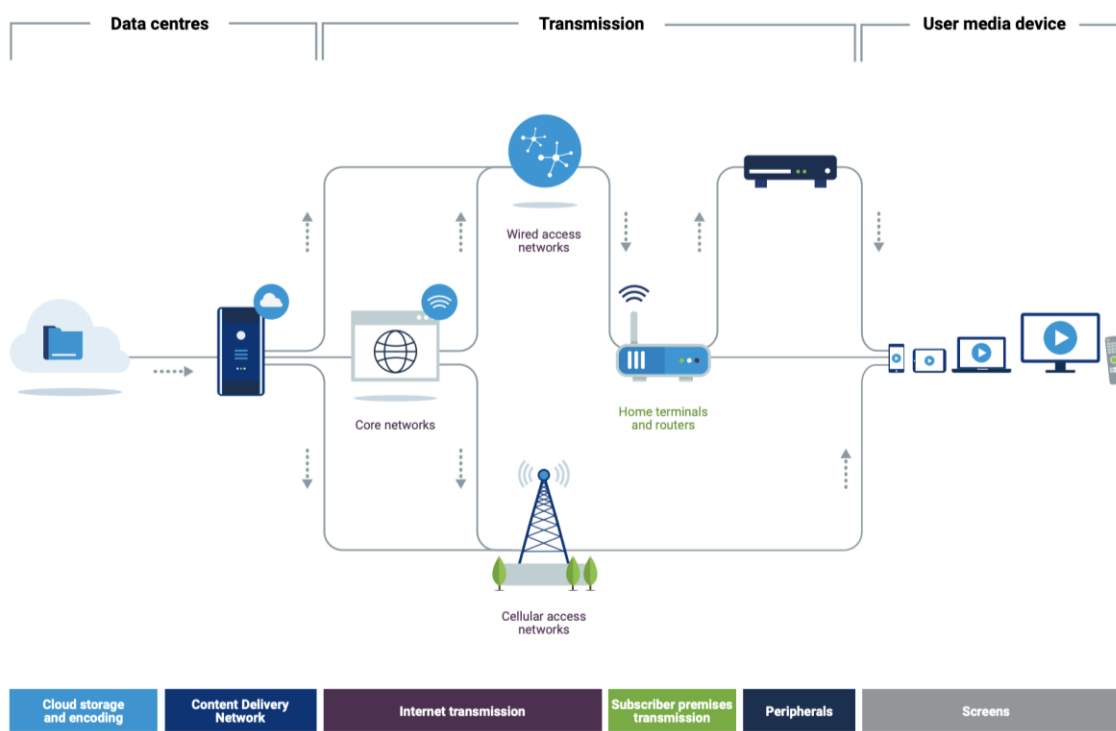 Data centres
Transmission
User media device
Wired access
networks
Core networks
Home terminals
and routers
Cellular access
networks
Cloud storage
and encoding
Content Delivery
Network
Internet transmission
Subscriber premises
transmission
Peripherals
Screens